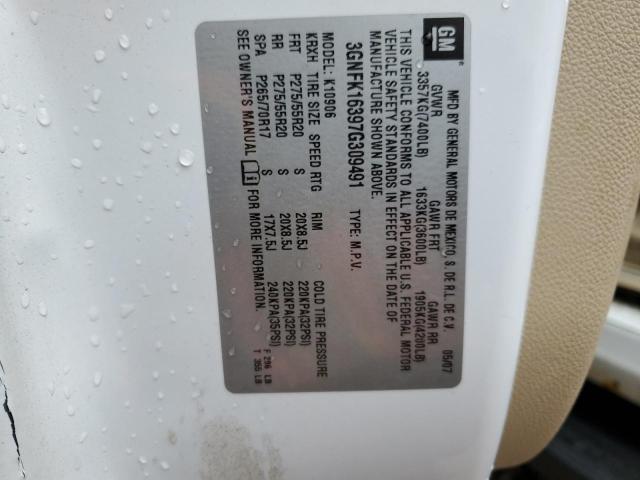 GM
MFD BY GENERAL MOTORS DE MEXICO, S. DE R.L. DE C.V. 05/07
GVWR GAWR FRT GAWR RR
3357KG(7400LB) 1633KG(3600LB) 1905KG(4200LB)
THIS VEHICLE CONFORMS TO ALL APPLICABLE U.S. FEDERAL MOTOR
VEHICLE SAFETY STANDARDS IN EFFECT ON THE DATE OF
MANUFACTURE SHOWN ABOVE.
3GNFK16397G309491 TYPE: M.P.V.
MODEL: K10906
KRXH TIRE SIZE SPEED RTG RIM COLD TIRE PRESSURE
FRT P275/55R20 S 20X8.5J 220KPA(32PSI)
RR P275/55R20 S 20X8.5J 220KPA(32PSI)
SPA P265/70R17 S 17X7.5J 240KPA(35PSI)
SEE OWNER'S MANUAL FOR MORE INFORMATION.
F 296 LB
T 355 LB